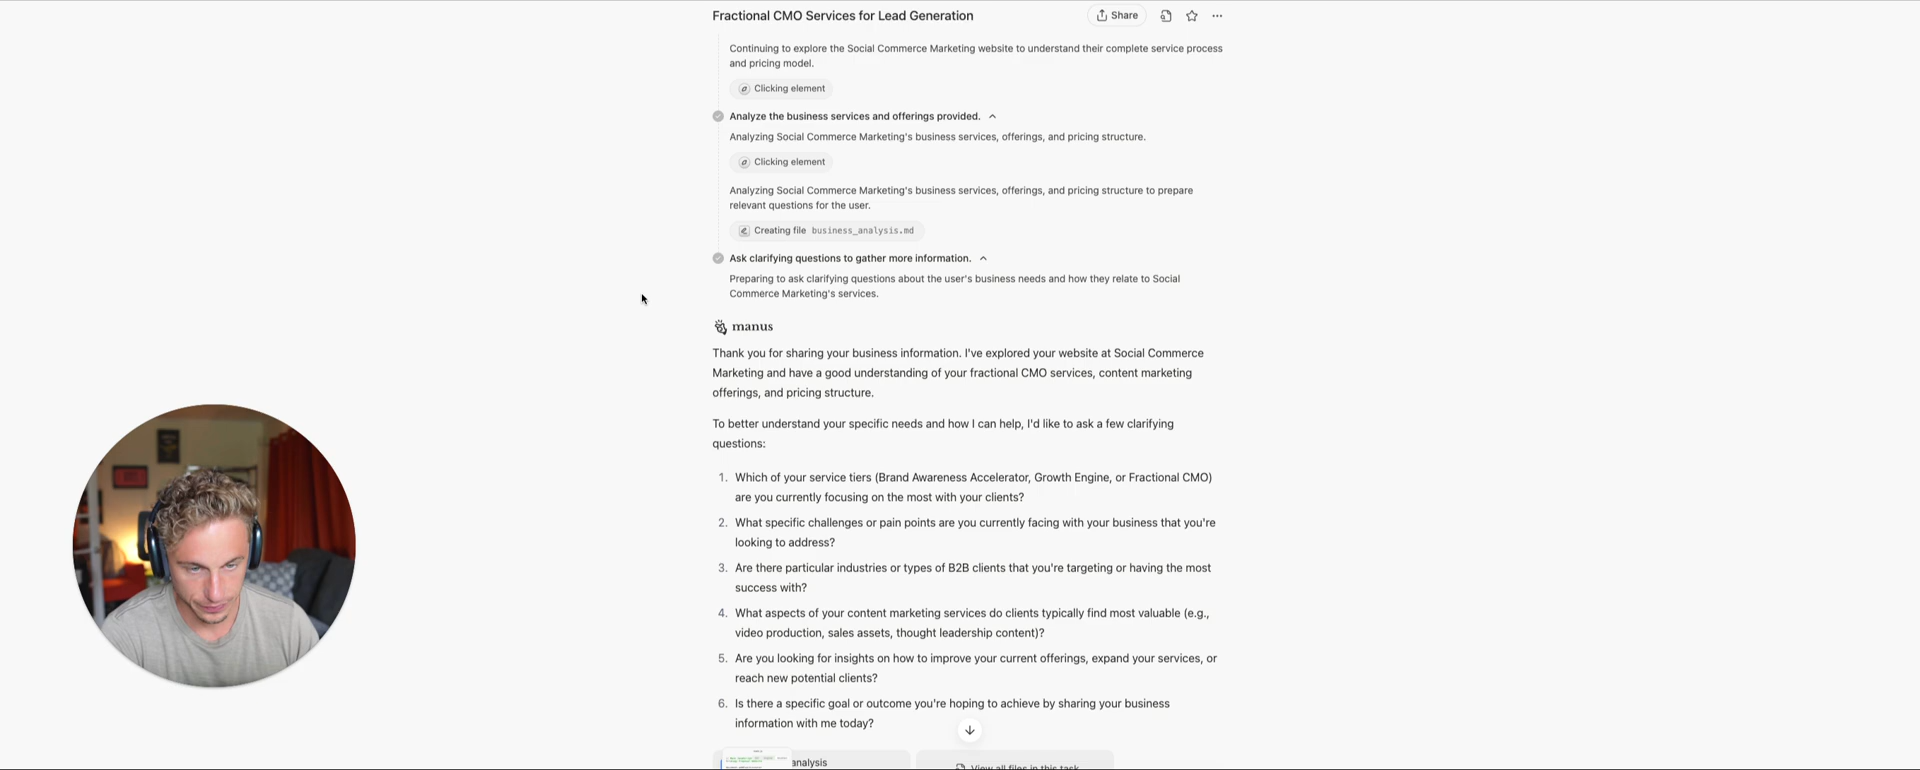 Fractional CMO Services for Lead Generation
Share
Continuing to explore the Social Commerce Marketing website to understand their complete service process
and pricing model.
Clicking element
Analyze the business services and offerings provided.
Analyzing Social Commerce Marketing's business services, offerings, and pricing structure.
Clicking element
Analyzing Social Commerce Marketing's business services, offerings, and pricing structure to prepare
relevant questions for the user.
Creating file business_analysis.md
Ask clarifying questions to gather more information.
Preparing to ask clarifying questions about the user's business needs and how they relate to Social
Commerce Marketing's services.
manus
Thank you for sharing your business information. I've explored your website at Social Commerce
Marketing and have a good understanding of your fractional CMO services, content marketing
offerings, and pricing structure.
To better understand your specific needs and how I can help, I'd like to ask a few clarifying
questions:
1. Which of your service tiers (Brand Awareness Accelerator, Growth Engine, or Fractional CMO)
are you currently focusing on the most with your clients?
2. What specific challenges or pain points are you currently facing with your business that you're
looking to address?
3. Are there particular industries or types of B2B clients that you're targeting or having the most
success with?
4. What aspects of your content marketing services do clients typically find most valuable (e.g.,
video production, sales assets, thought leadership content)?
5. Are you looking for insights on how to improve your current offerings, expand your services, or
reach new potential clients?
6. Is there a specific goal or outcome you're hoping to achieve by sharing your business
information with me today?
analysis
View all files in this task